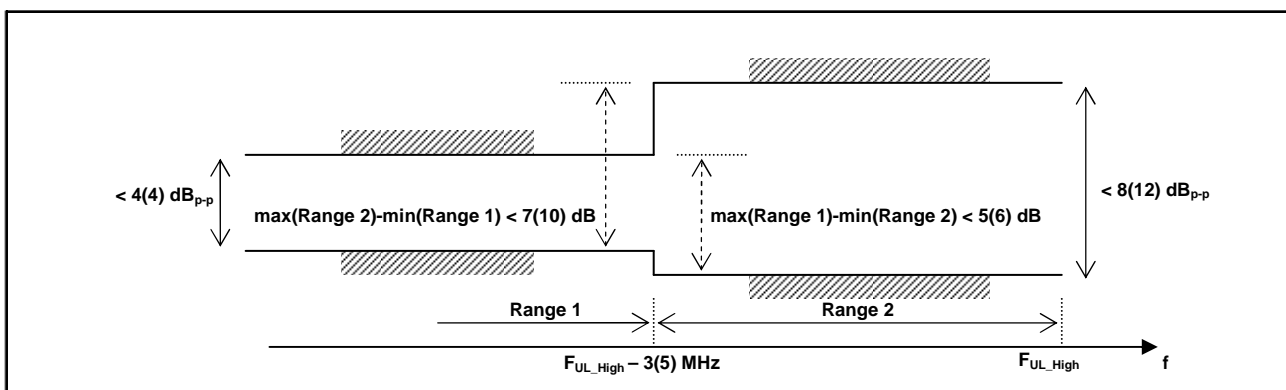 < 4(4) dBp-p
max(Range 2)-min(Range 1) < 7(10) dB
max(Range 1)-min(Range 2) < 5(6) dB
< 8(12) dBp-p
Range 1
Range 2
FUL_High – 3(5) MHz
FUL_High
f